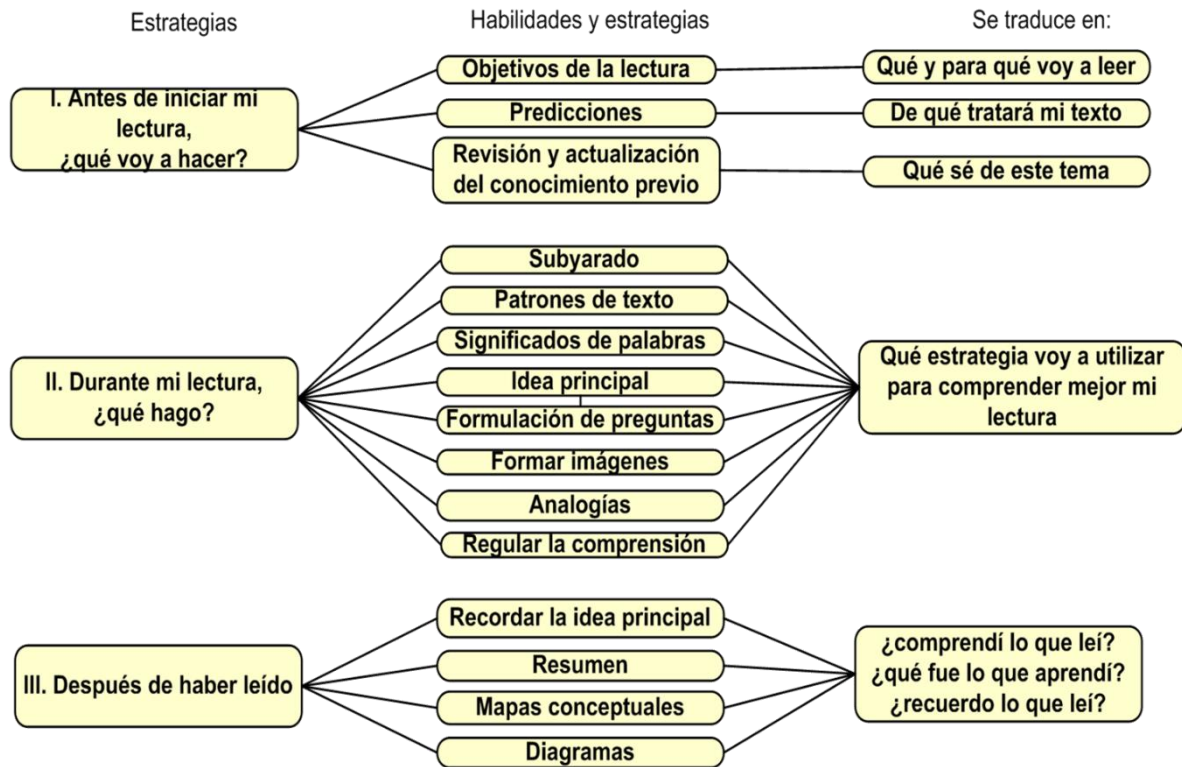 Estrategias
Habilidades y estrategias
Se traduce en:
I. Antes de iniciar mi
lectura,
¿qué voy a hacer?
Objetivos de la lectura
Qué y para qué voy a leer
Predicciones
De qué tratará mi texto
Revisión y actualización
del conocimiento previo
Qué sé de este tema
II. Durante mi lectura,
¿qué hago?
Subyarado
Patrones de texto
Significados de palabras
Idea principal
Formulación de preguntas
Formar imágenes
Analogías
Regular la comprensión
Qué estrategia voy a utilizar
para comprender mejor mi
lectura
III. Después de haber leído
Recordar la idea principal
Resumen
Mapas conceptuales
Diagramas
¿comprendí lo que leí?
¿qué fue lo que aprendí?
¿recuerdo lo que leí?